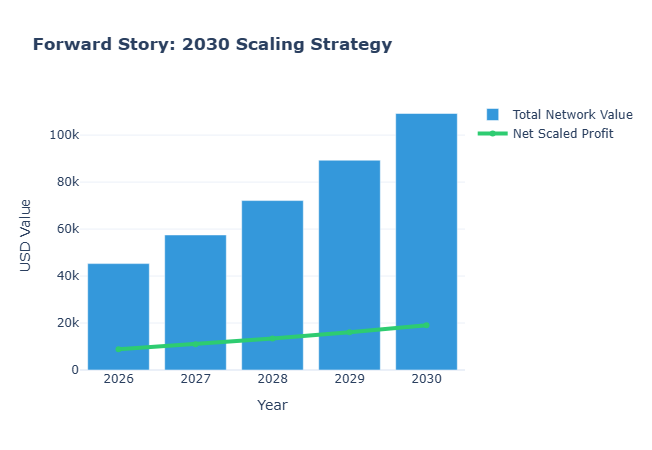 Forward Story: 2030 Scaling Strategy
Total Network Value
Net Scaled Profit
100k
80k
60k
40k
20k
0
USD Value
2026 2027 2028 2029 2030
Year